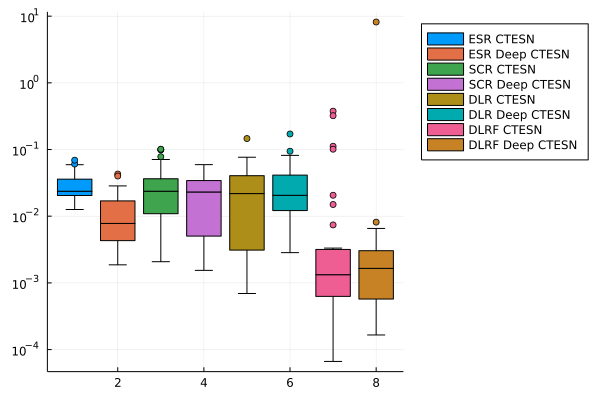 10^1
10^0
10^-1
10^-2
10^-3
10^-4
2 4 6 8
ESR CTESN
ESR Deep CTESN
SCR CTESN
SCR Deep CTESN
DLR CTESN
DLR Deep CTESN
DLRF CTESN
DLRF Deep CTESN